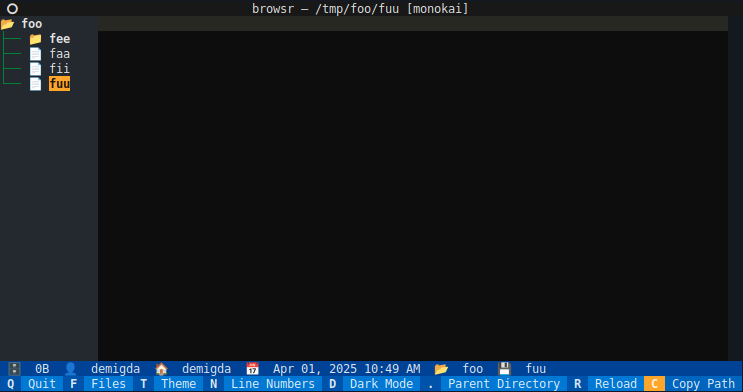 browsr — /tmp/foo/fuu [monokai]
foo
fee
faa
fii
fuu
0B demigda demigda Apr 01, 2025 10:49 AM foo fuu
Q Quit F Files T Theme N Line Numbers D Dark Mode . Parent Directory R Reload C Copy Path